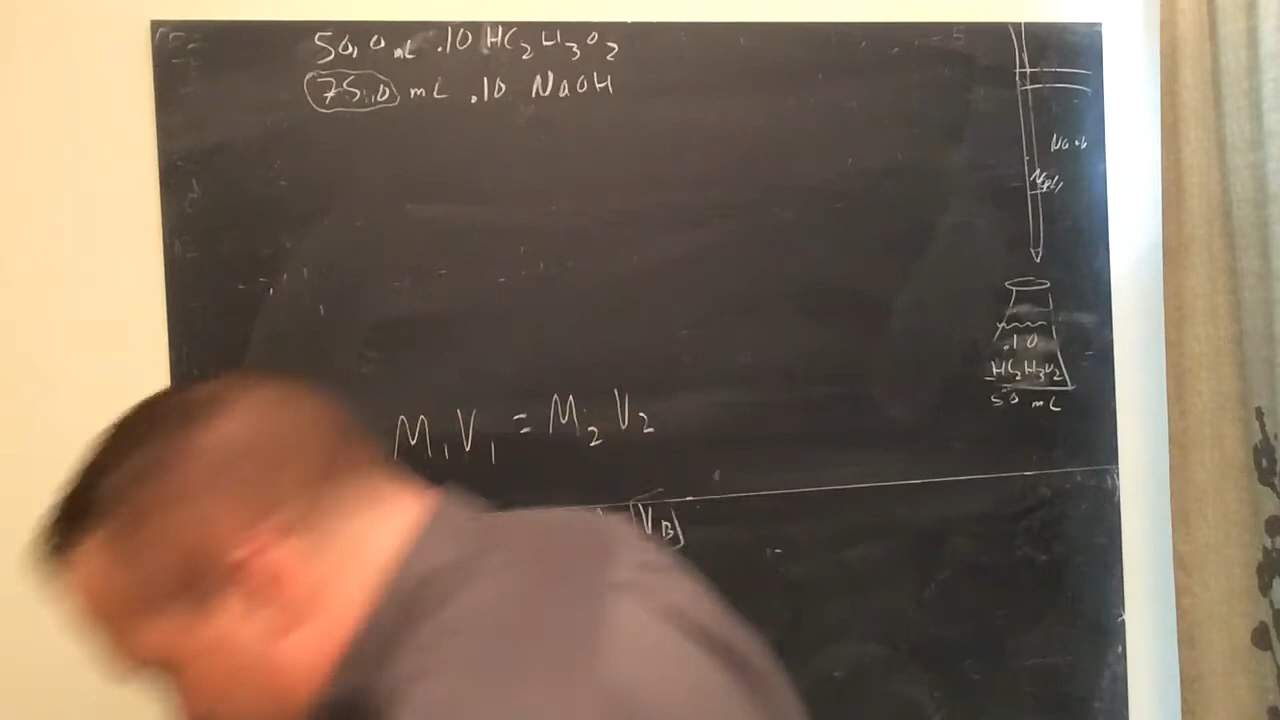 50.0 mL .10 HC2H3O2
75.0 mL .10 NaOH
NaOH
.10
HC2H3O2
50 mL
M1V1 = M2V2
VB